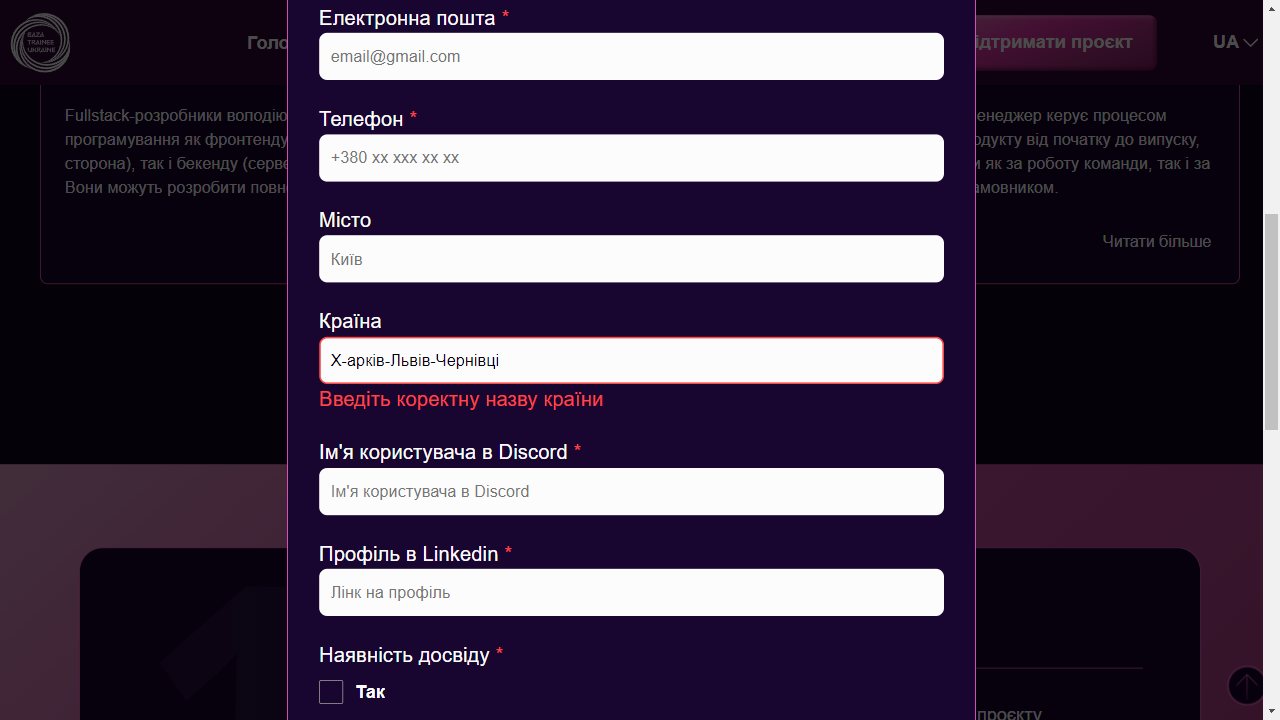 BAZA
TRAINEE
UKRAINE
Голо
ідтримати проєкт
UA
Електронна пошта *
email@gmail.com
Fullstack-розробники володію
програмування як фронтенду
сторона), так і бекенду (серве
Вони можуть розробити повно
енеджер керує процесом
одукту від початку до випуску,
и як за роботу команди, так і за
амовником.
Читати більше
Телефон *
+380 xx xxx xx xx
Місто
Київ
Країна
Х-арків-Львів-Чернівці
Введіть коректну назву країни
Ім'я користувача в Discord *
Ім'я користувача в Discord
Профіль в Linkedin *
Лінк на профіль
Наявність досвіду *
Так
1
проєкту